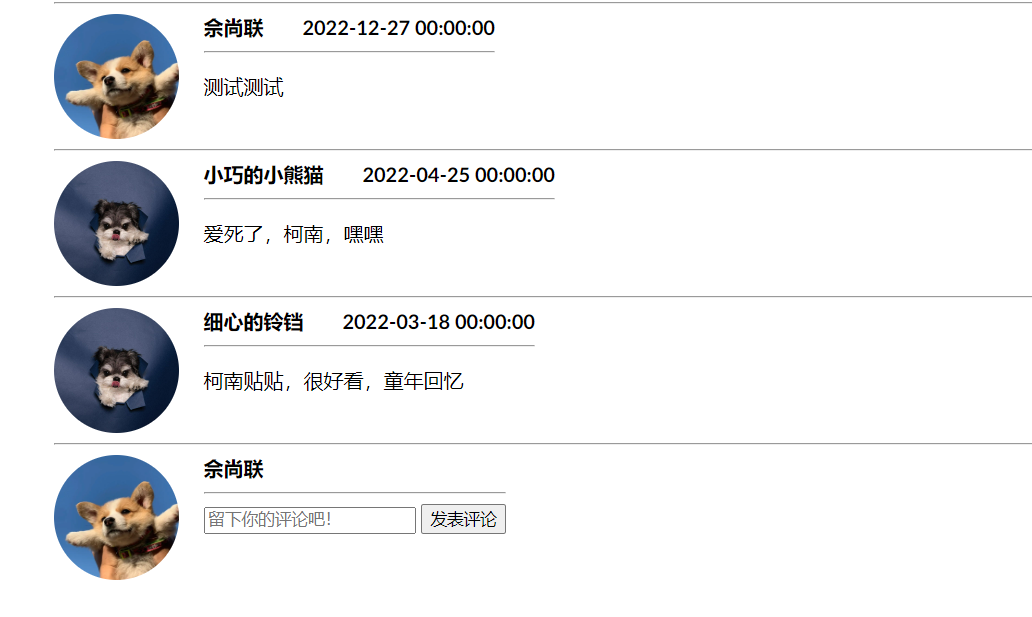 佘尚联 2022-12-27 00:00:00
测试测试
小巧的小熊猫 2022-04-25 00:00:00
爱死了，柯南，嘿嘿
细心的铃铛 2022-03-18 00:00:00
柯南贴贴，很好看，童年回忆
佘尚联
留下你的评论吧! 发表评论